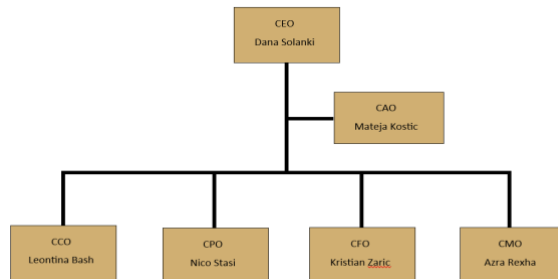 CEO
Dana Solanki
CAO
Mateja Kostic
CCO
Leontina Bash
CPO
Nico Stasi
CFO
Kristian Zaric
CMO
Azra Rexha